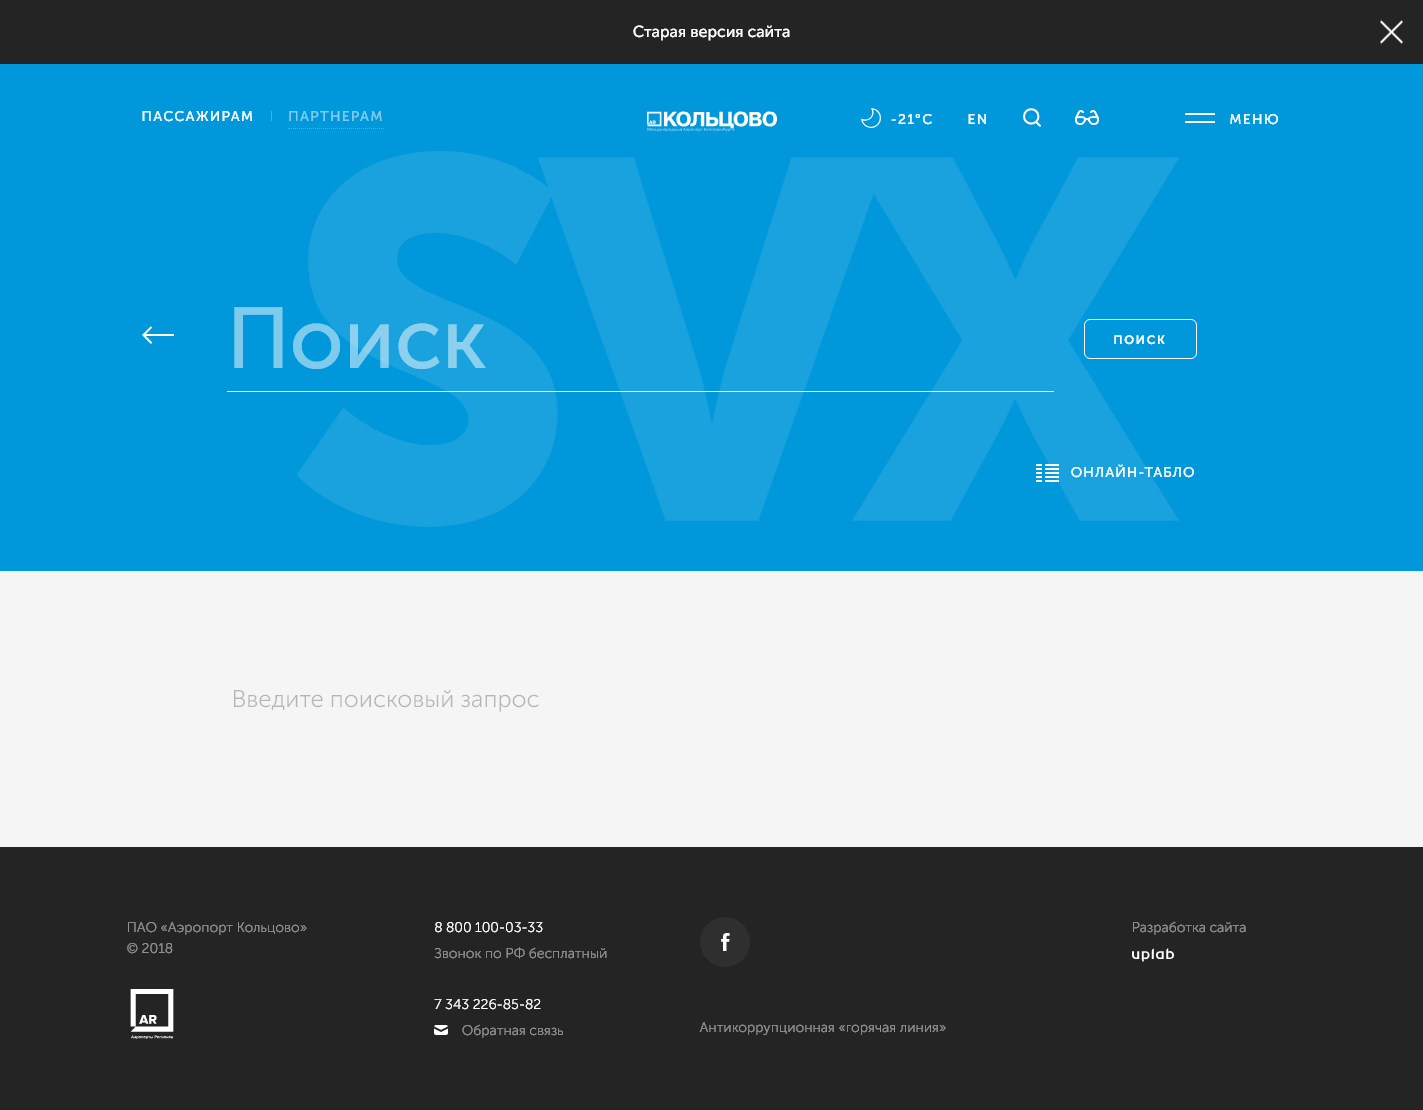 Старая версия сайта
ПАССАЖИРАМ
ПАРТНЕРАМ
КОЛЬЦОВО
-21°C
EN
МЕНЮ
SVX
Поиск
ПОИСК
ОНЛАЙН-ТАБЛО
Введите поисковый запрос
ПАО «Аэропорт Кольцово»
© 2018
AR
Аэропорты Регионов
8 800 100-03-33
Звонок по РФ бесплатный
7 343 226-85-82
Обратная связь
f
Антикоррупционная «горячая линия»
Разработка сайта
uplab